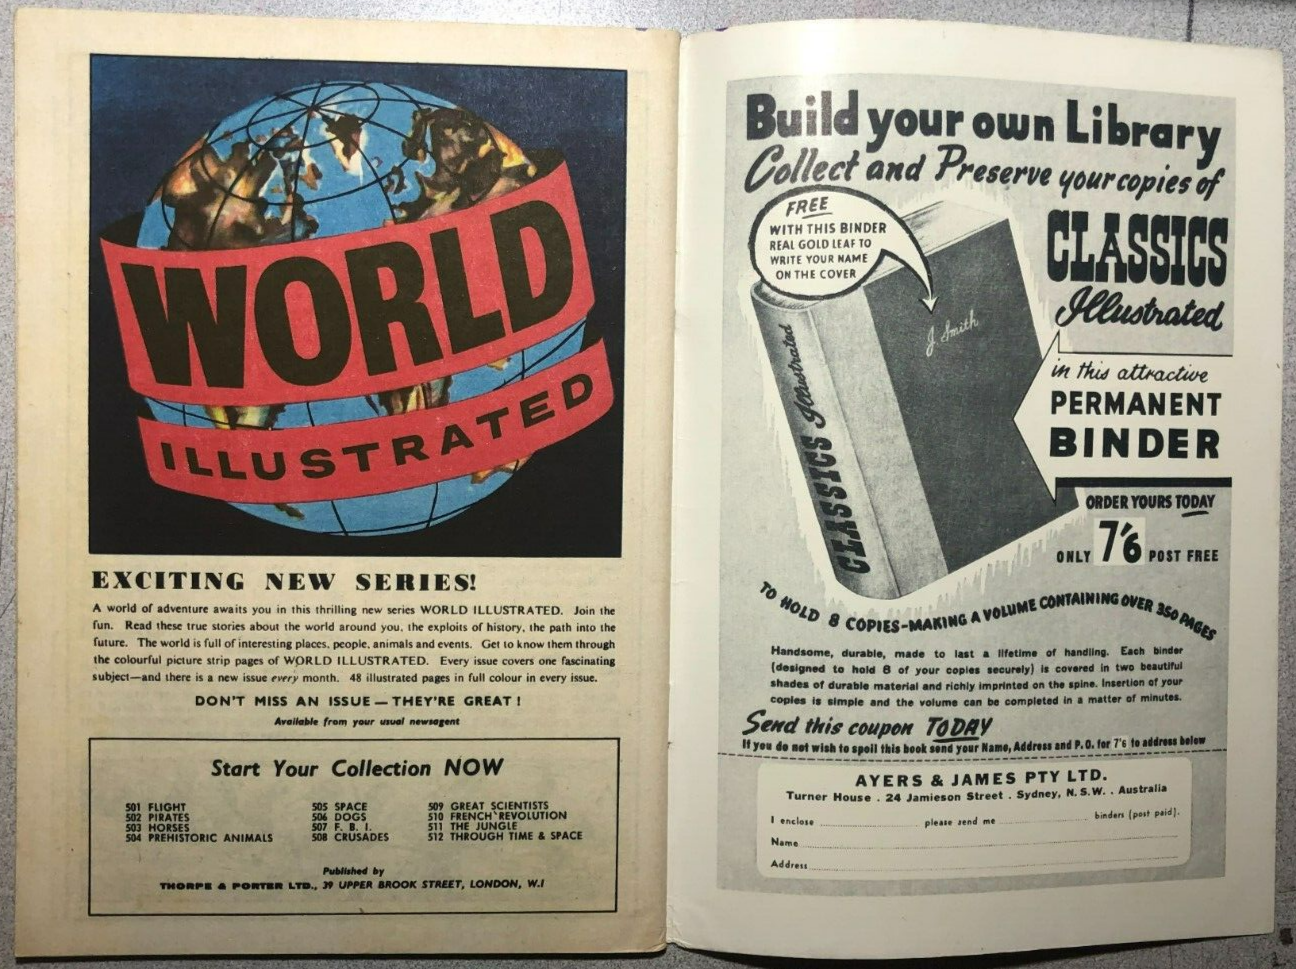 WORLD
ILLUSTRATED
EXCITING NEW SERIES!
A world of adventure awaits you in this thrilling new series WORLD ILLUSTRATED. Join the
fun. Read these true stories about the world around you, the exploits of history, the path into the
future. The world is full of interesting places, people, animals and events. Get to know them through
the colourful picture strip pages of WORLD ILLUSTRATED. Every issue covers one fascinating
subject—and there is a new issue every month. 48 illustrated pages in full colour in every issue.
DON'T MISS AN ISSUE — THEY'RE GREAT !
Available from your usual newsagent
Start Your Collection NOW
501 FLIGHT
502 PIRATES
503 HORSES
504 PREHISTORIC ANIMALS
505 SPACE
506 DOGS
507 F. B. I.
508 CRUSADES
509 GREAT SCIENTISTS
510 FRENCH REVOLUTION
511 THE JUNGLE
512 THROUGH TIME & SPACE
Published by
THORPE & PORTER LTD., 39 UPPER BROOK STREET, LONDON, W.I
Build your own Library
Collect and Preserve your copies of
CLASSICS
Illustrated
FREE
WITH THIS BINDER
REAL GOLD LEAF TO
WRITE YOUR NAME
ON THE COVER
J. Smith
CLASSICS Illustrated
in this attractive
PERMANENT
BINDER
ORDER YOURS TODAY
ONLY 7'6 POST FREE
TO HOLD 8 COPIES-MAKING A VOLUME CONTAINING OVER 350 PAGES
Handsome, durable, made to last a lifetime of handling. Each binder
(designed to hold 8 of your copies securely) is covered in two beautiful
shades of durable material and richly imprinted on the spine. Insertion of your
copies is simple and the volume can be completed in a matter of minutes.
Send this coupon TODAY
If you do not wish to spoil this book send your Name, Address and P.O. for 7'6 to address below
AYERS & JAMES PTY LTD.
Turner House . 24 Jamieson Street . Sydney, N.S.W. . Australia
I enclose please send me binders (post paid).
Name
Address